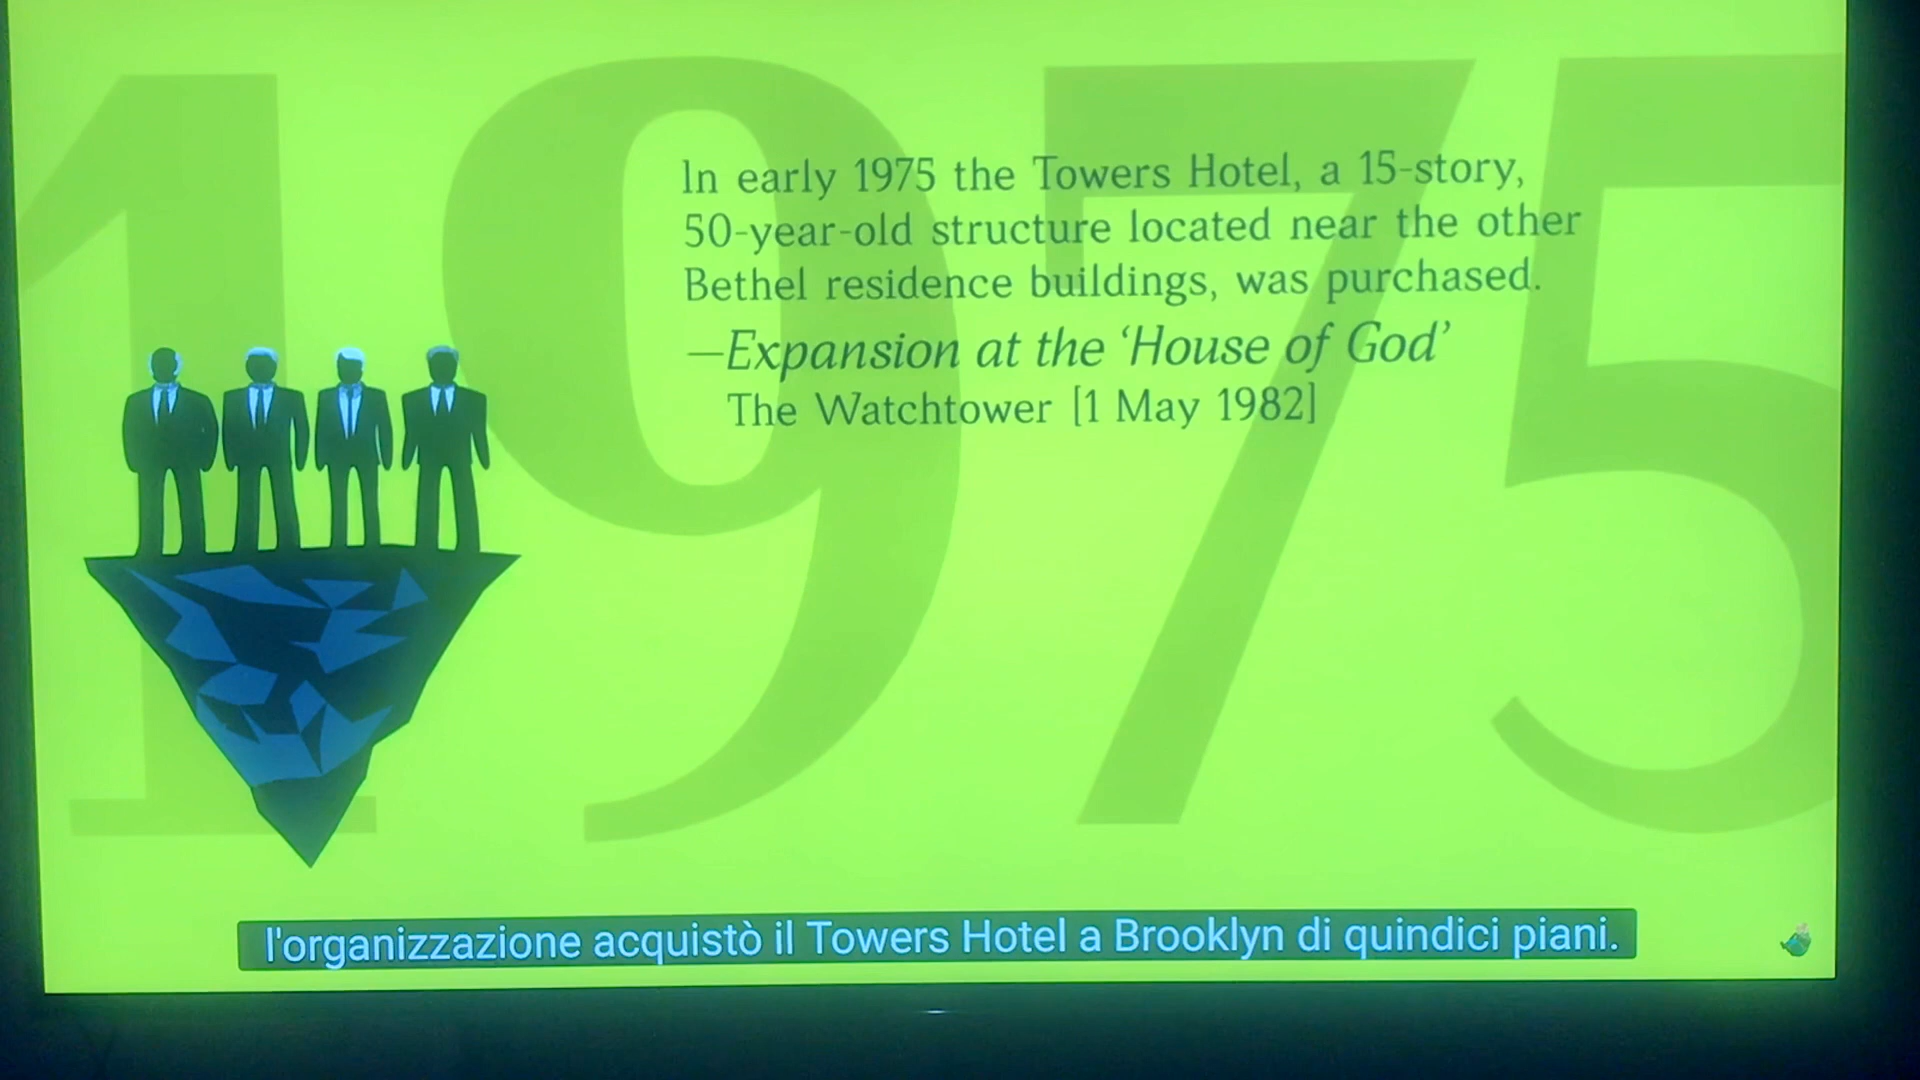 1975
In early 1975 the Towers Hotel, a 15-story,
50-year-old structure located near the other
Bethel residence buildings, was purchased.
—Expansion at the ‘House of God’
The Watchtower [1 May 1982]
l'organizzazione acquistò il Towers Hotel a Brooklyn di quindici piani.